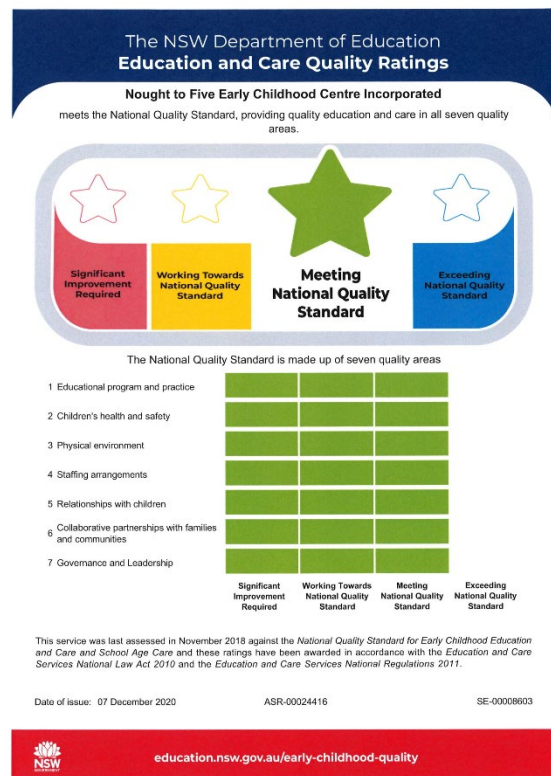 The NSW Department of Education
Education and Care Quality Ratings
Nought to Five Early Childhood Centre Incorporated
meets the National Quality Standard, providing quality education and care in all seven quality
areas.
Significant
Improvement
Required
Working Towards
National Quality
Standard
Meeting
National Quality
Standard
Exceeding
National Quality
Standard
The National Quality Standard is made up of seven quality areas
1 Educational program and practice
2 Children's health and safety
3 Physical environment
4 Staffing arrangements
5 Relationships with children
6 Collaborative partnerships with families
and communities
7 Governance and Leadership
Significant
Improvement
Required
Working Towards
National Quality
Standard
Meeting
National Quality
Standard
Exceeding
National Quality
Standard
This service was last assessed in November 2018 against the National Quality Standard for Early Childhood Education
and Care and School Age Care and these ratings have been awarded in accordance with the Education and Care
Services National Law Act 2010 and the Education and Care Services National Regulations 2011.
Date of issue: 07 December 2020 ASR-00024416 SE-00008603
NSW
GOVERNMENT
education.nsw.gov.au/early-childhood-quality